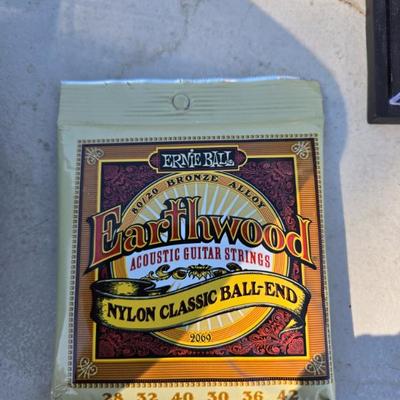 ERNIE BALL
80/20 BRONZE ALLOY
Earthwood
ACOUSTIC GUITAR STRINGS
NYLON CLASSIC BALL-END
2069
28 32 40 30 36 42